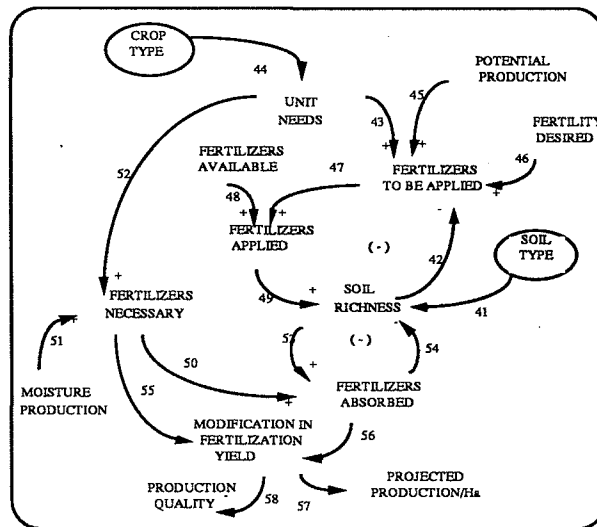 CROP
TYPE
44
POTENTIAL
PRODUCTION
UNIT
NEEDS
43
45
+
+
FERTILITY
DESIRED
FERTILIZERS
AVAILABLE
47
FERTILIZERS
TO BE APPLIED
46
+
52
48
+
+
-
FERTILIZERS
APPLIED
(-)
42
SOIL
TYPE
+
FERTILIZERS
NECESSARY
49
+
SOIL
RICHNESS
41
+
51
50
57
(-)
-
54
+
MOISTURE
PRODUCTION
55
+
FERTILIZERS
ABSORBED
MODIFICATION IN
FERTILIZATION
YIELD
56
PRODUCTION
QUALITY
58
57
PROJECTED
PRODUCTION/Ha